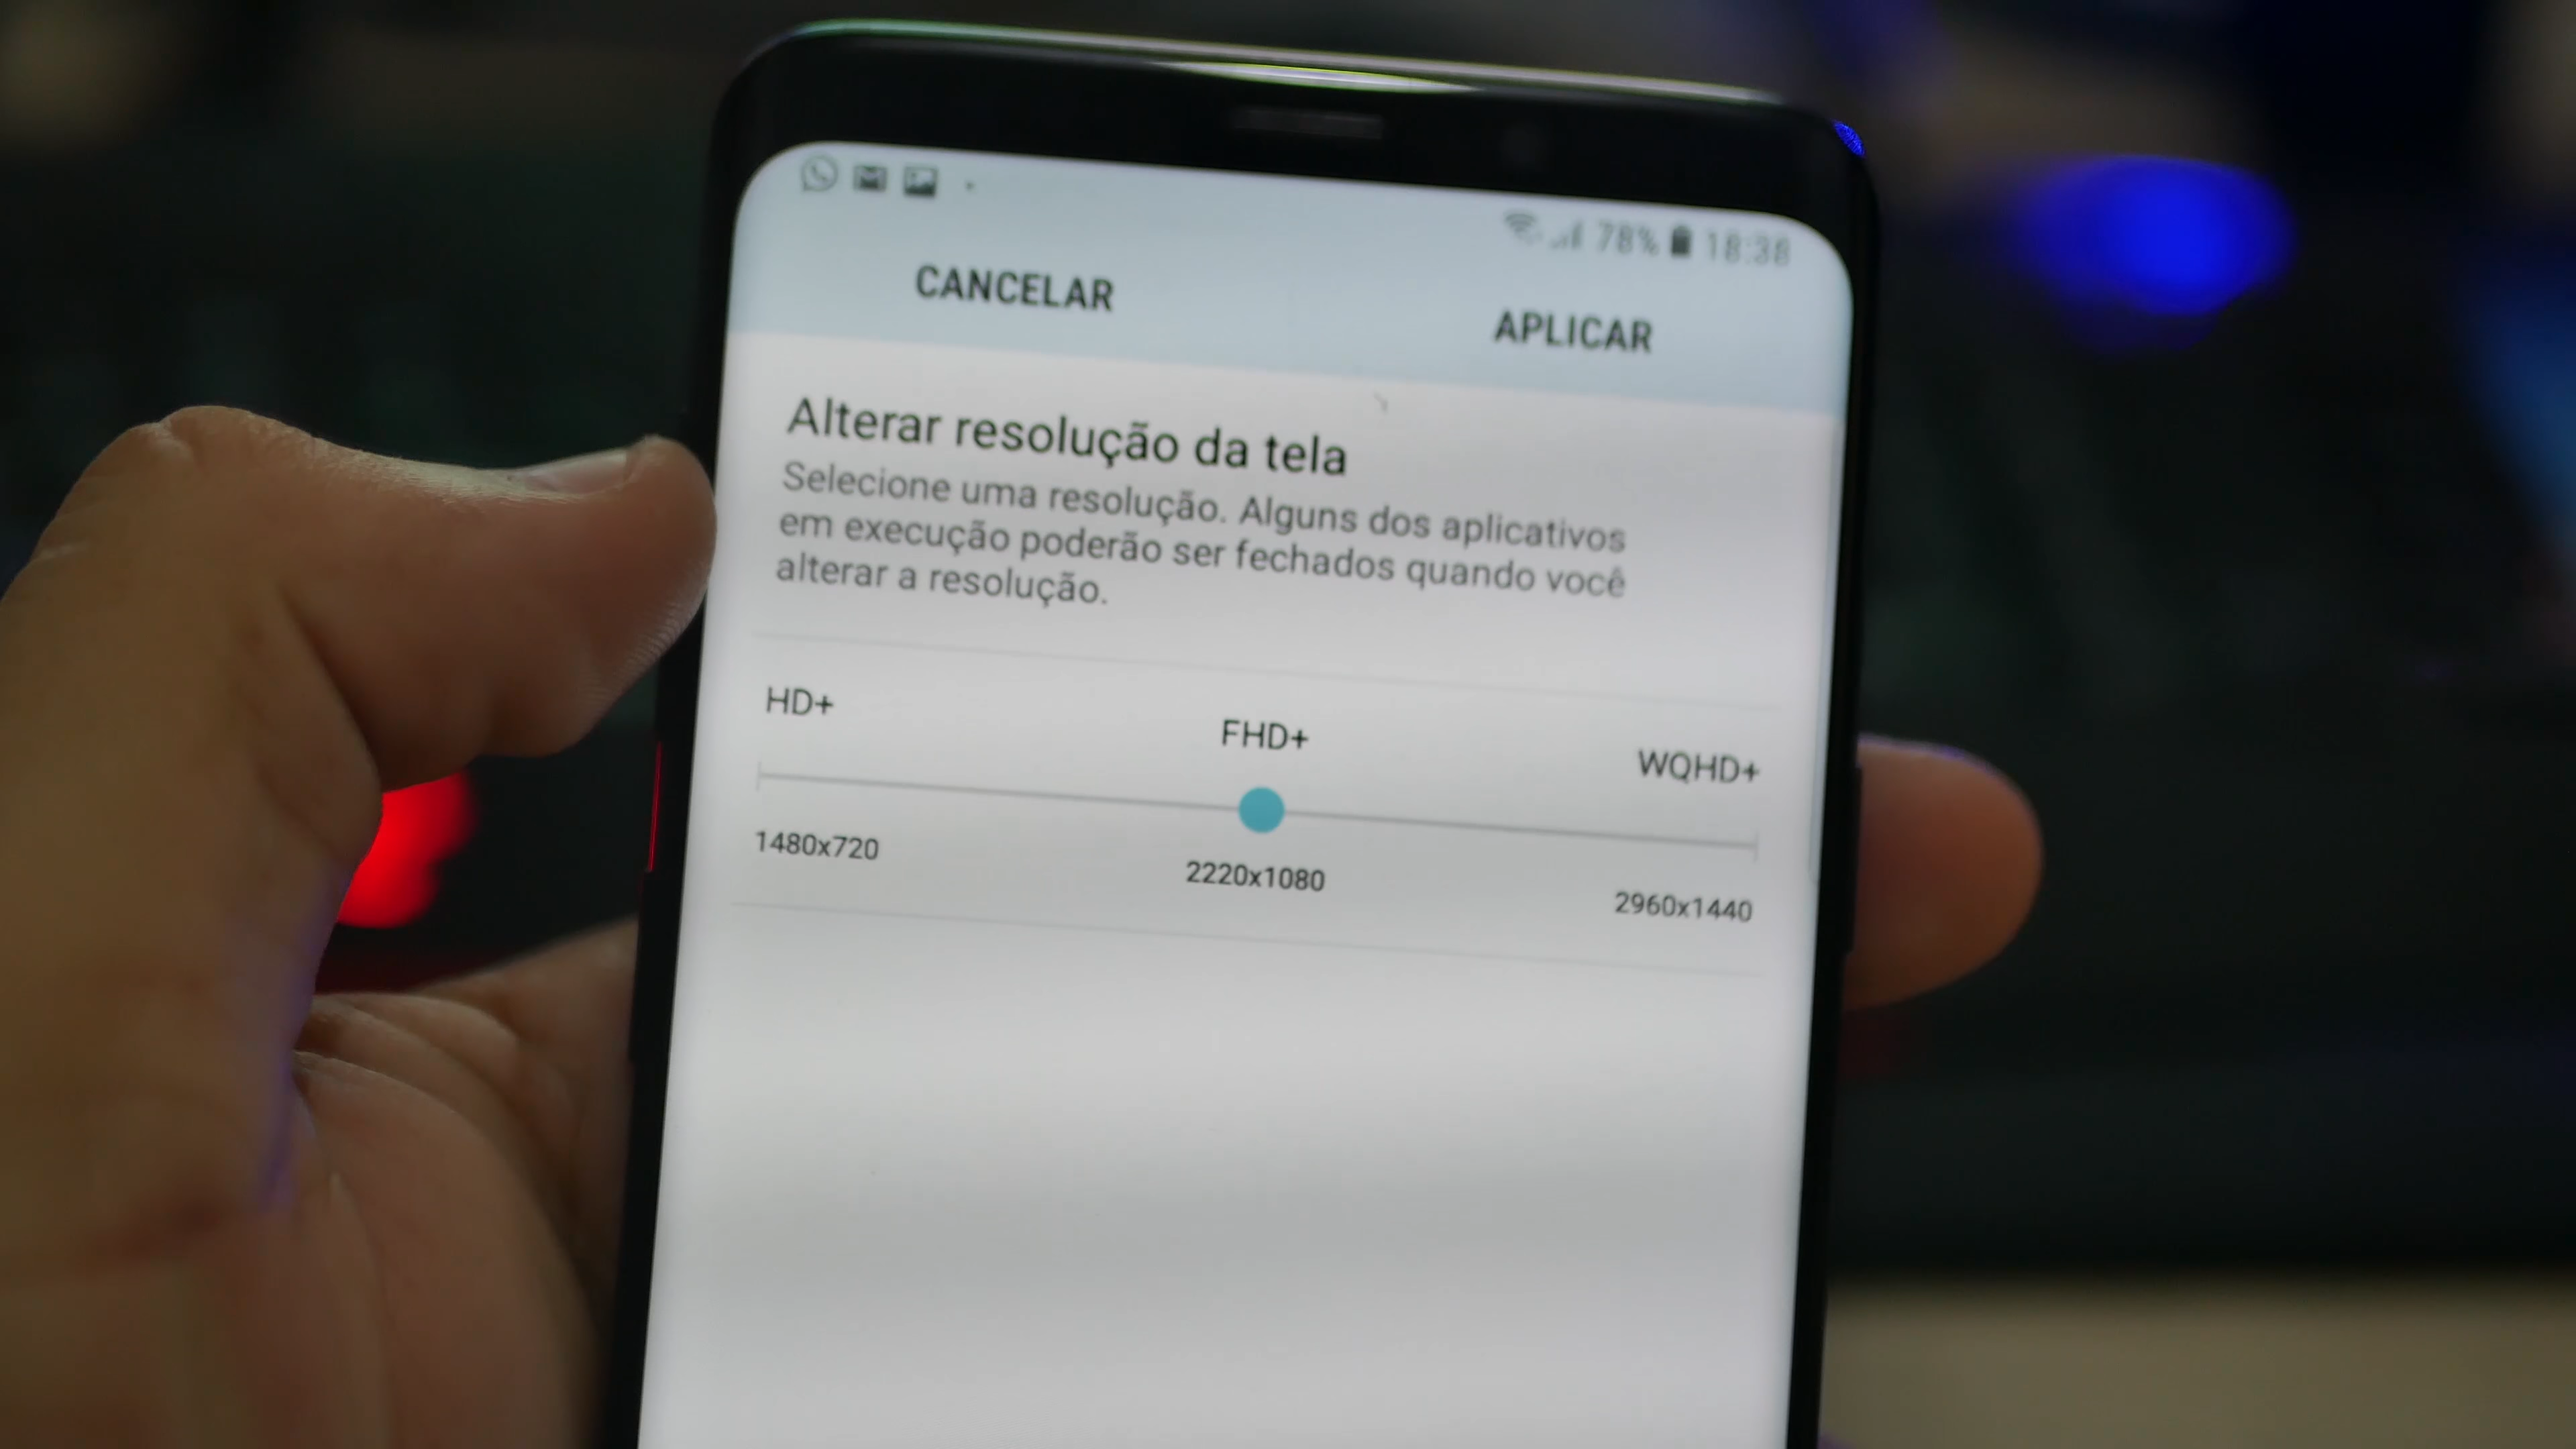 78% 18:38
CANCELAR
APLICAR
Alterar resolução da tela
Selecione uma resolução. Alguns dos aplicativos
em execução poderão ser fechados quando você
alterar a resolução.
HD+
FHD+
WQHD+
1480x720
2220x1080
2960x1440